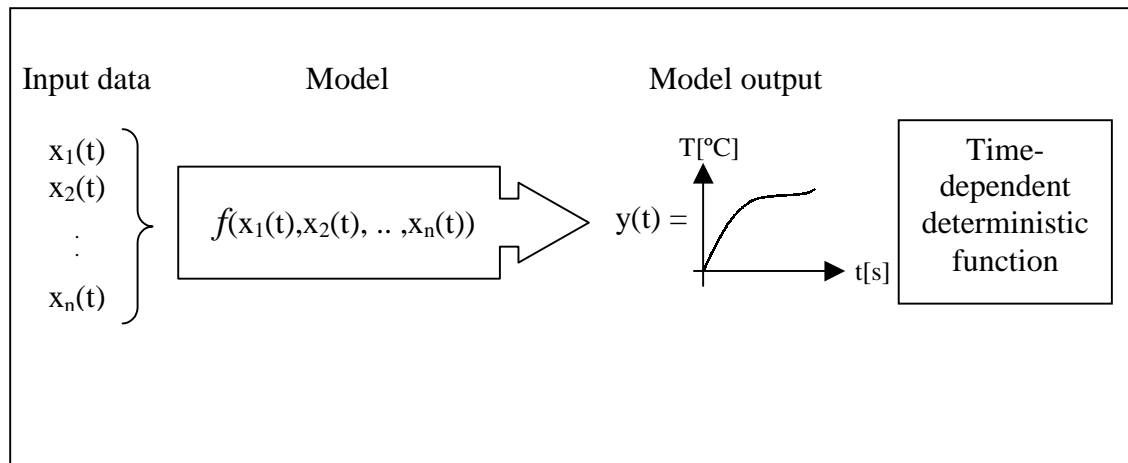 Input data
Model
Model output
x₁(t)
x₂(t)
.
.
xₙ(t)
f(x₁(t),x₂(t), .. ,xₙ(t))
y(t) =
T[ºC]
t[s]
Time-
dependent
deterministic
function